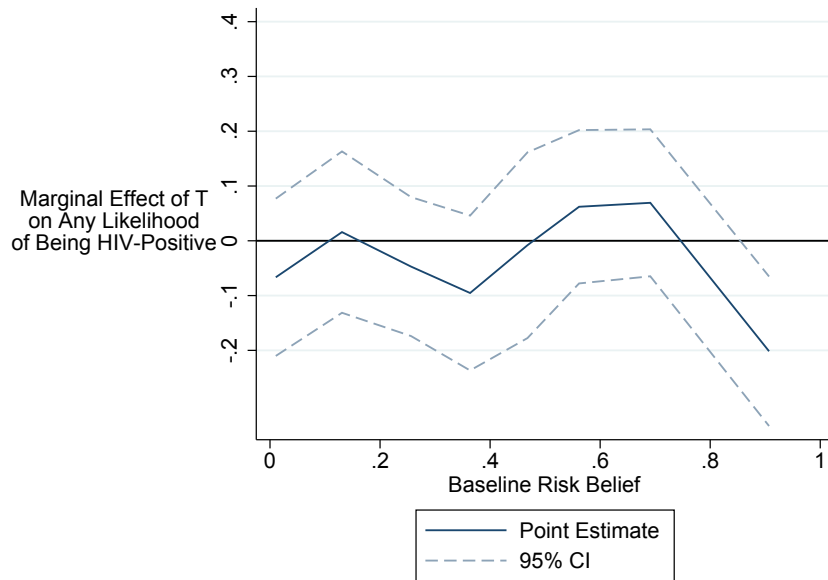 .4
.3
.2
.1
0
-.1
-.2
Marginal Effect of T
on Any Likelihood
of Being HIV-Positive
0 .2 .4 .6 .8 1
Baseline Risk Belief
Point Estimate
95% CI